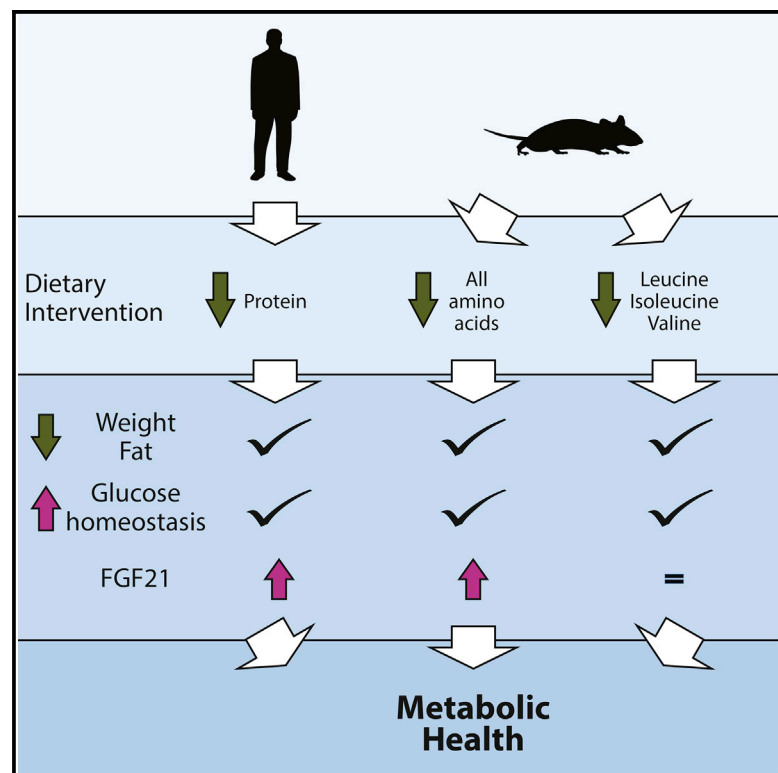 Dietary
Intervention
Protein
All
amino
acids
Leucine
Isoleucine
Valine
Weight
Fat
Glucose
homeostasis
FGF21
=
Metabolic
Health